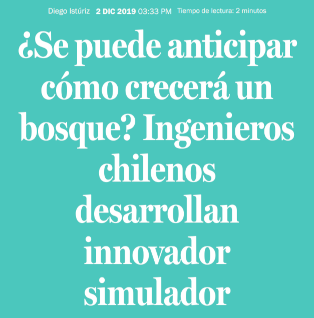 Diego Istúriz 2 DIC 2019 03:33 PM Tiempo de lectura: 2 minutos
¿Se puede anticipar
cómo crecerá un
bosque? Ingenieros
chilenos
desarrollan
innovador
simulador